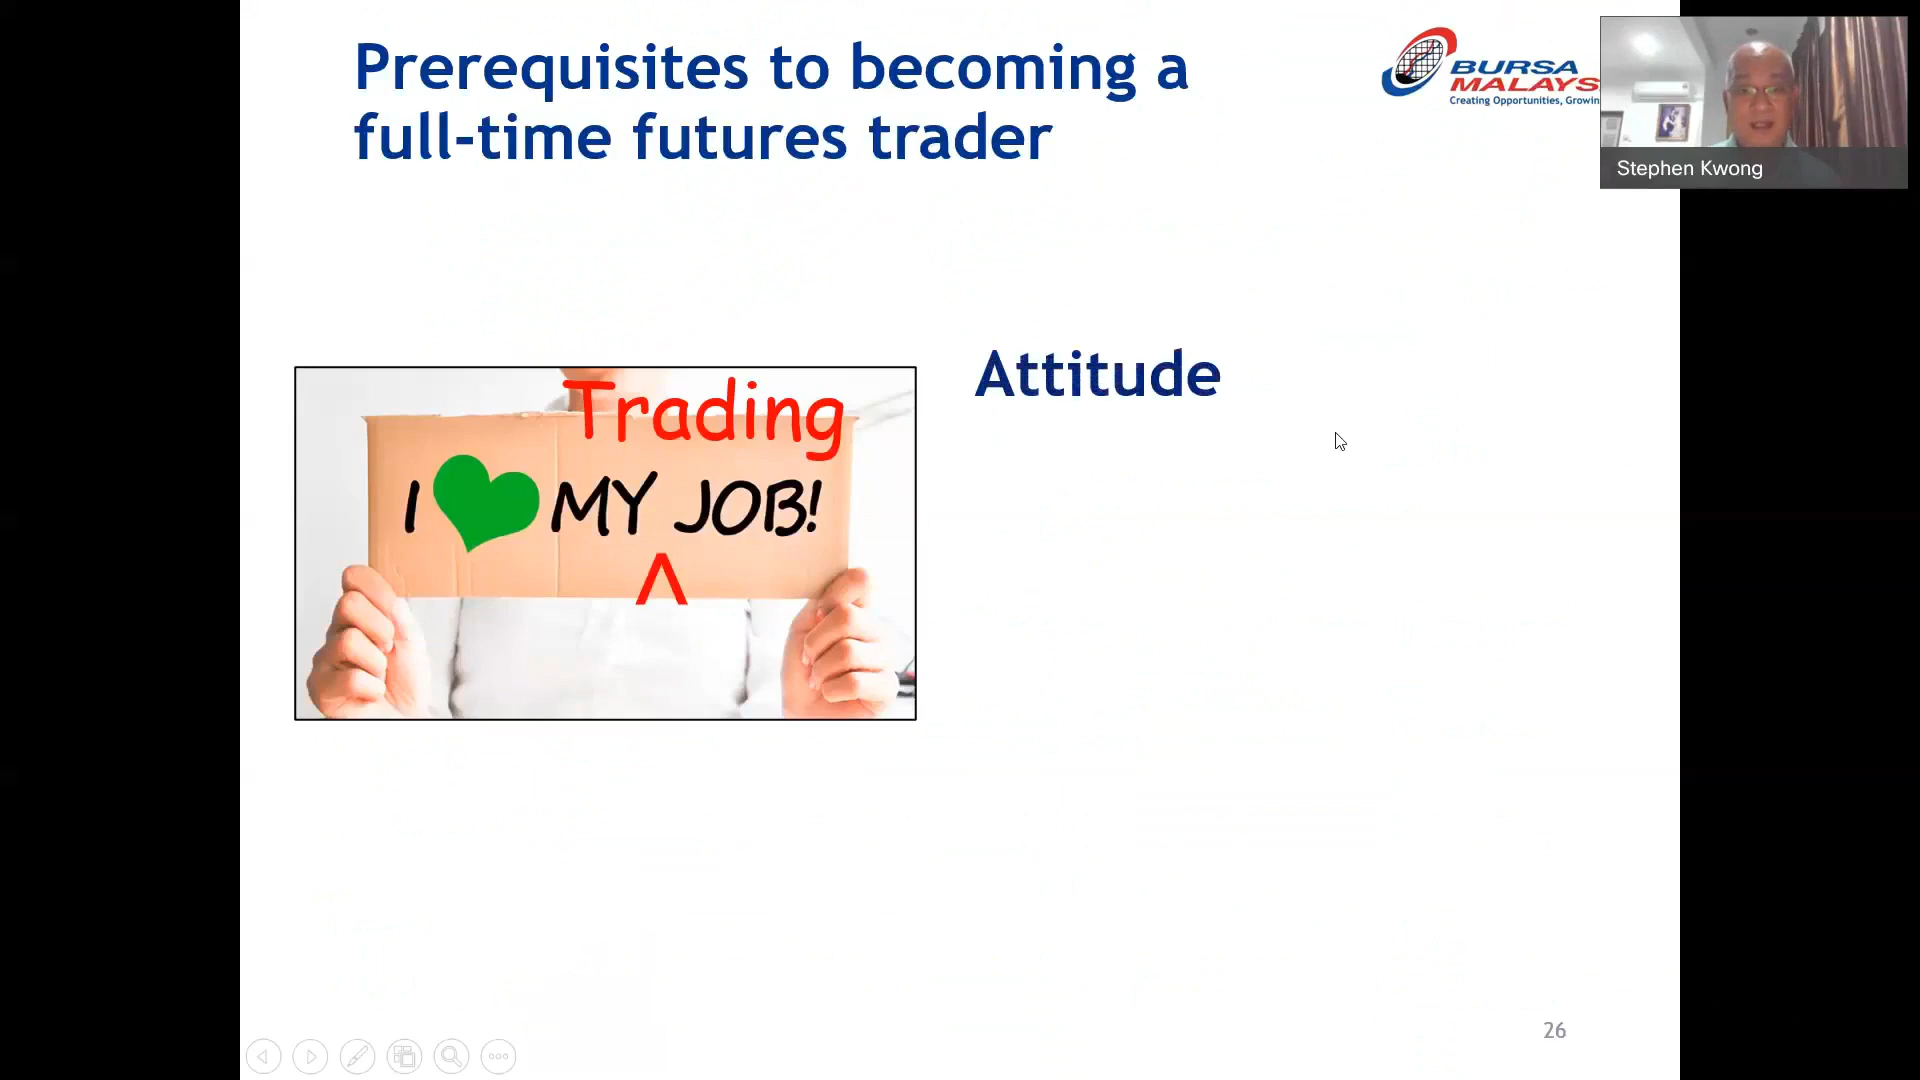 Prerequisites to becoming a
full-time futures trader
BURSA
MALAYS
Creating Opportunities, Growin
Stephen Kwong
Attitude
Trading
I MY JOB!
^
26